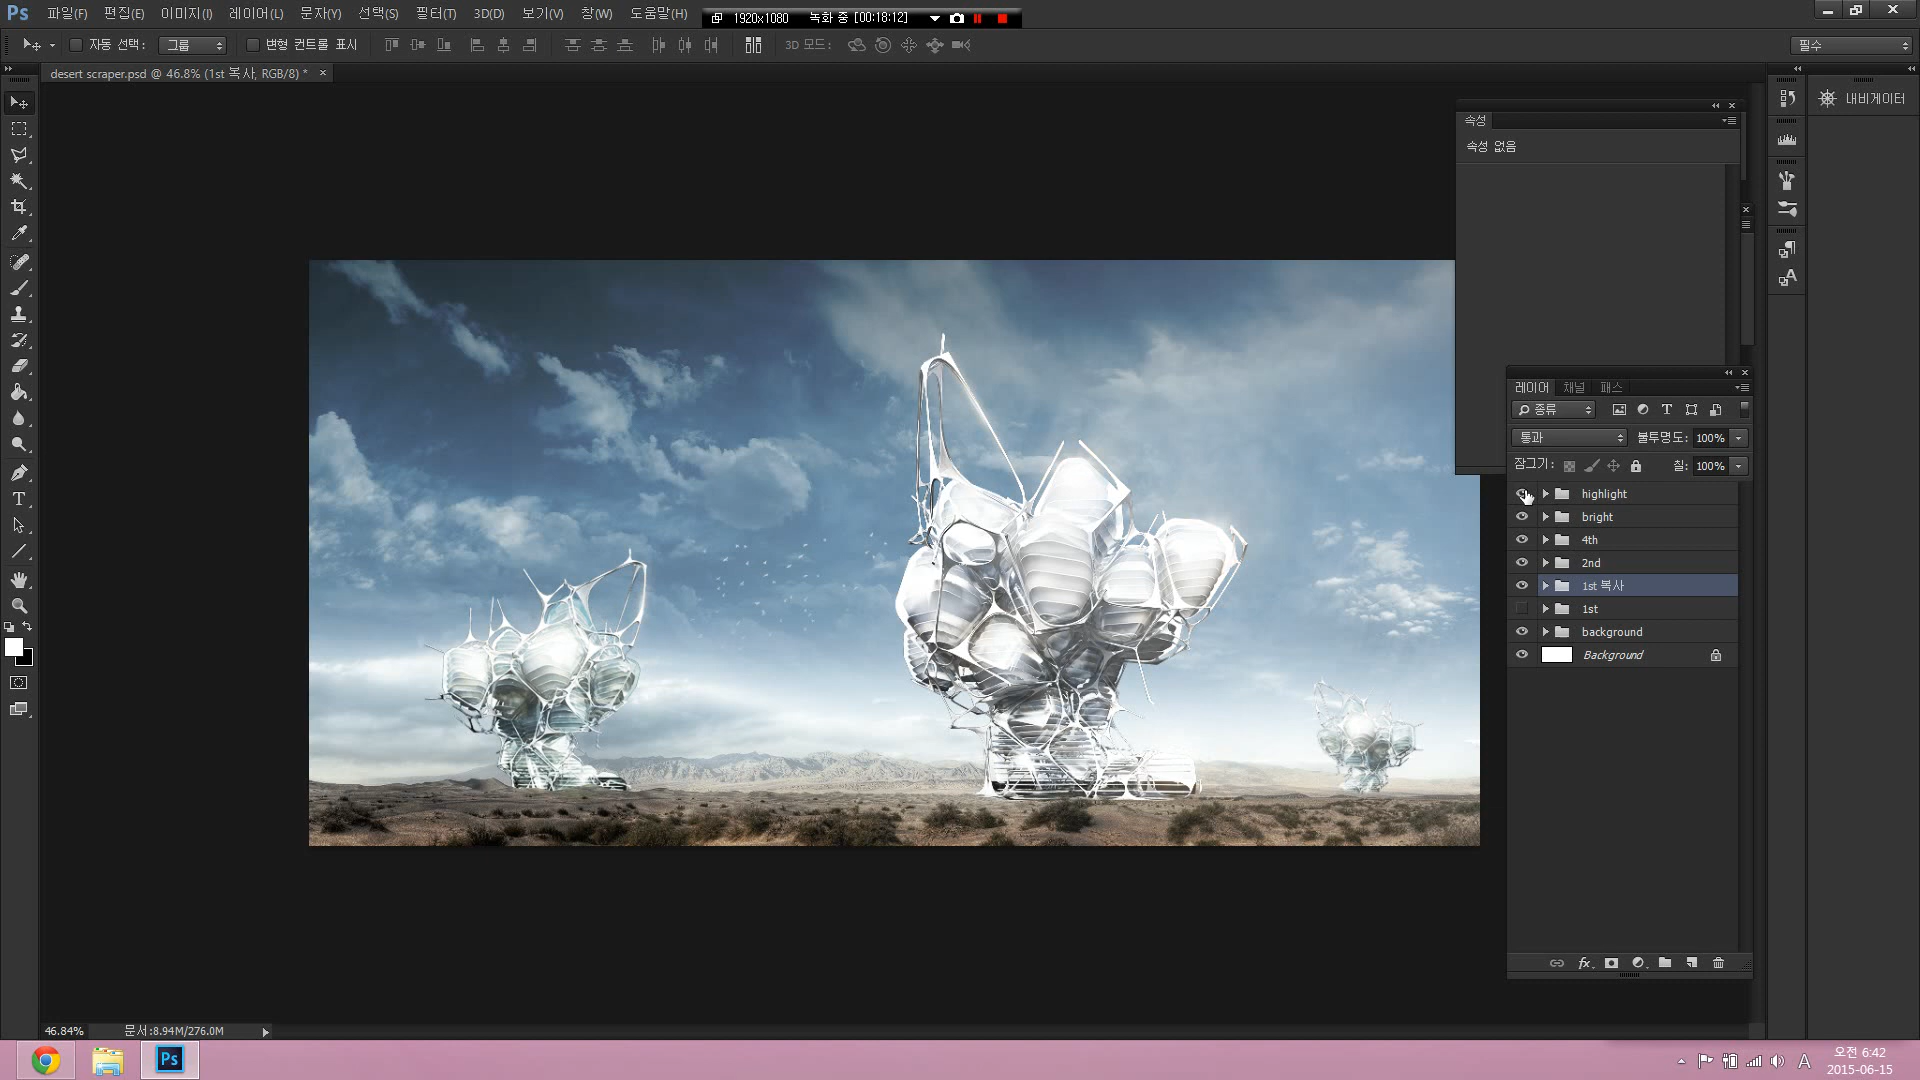 Ps 파일(F) 편집(E) 이미지(I) 레이어(L) 문자(Y) 선택(S) 필터(T) 3D(D) 보기(V) 창(W) 도움말(H) 1920x1080 녹화 중 [00:18:12]
자동 선택: 그룹 변형 컨트롤 표시 3D 모드: 필수
desert scraper.psd @ 46.8% (1st 복사, RGB/8) * ×
내비게이터
속성
속성 없음
레이어 채널 패스
종류
통과 불투명도: 100%
잠그기: 칠: 100%
highlight
bright
4th
2nd
1st 복사
1st
background
Background
fx
46.84% 문서:8.94M/276.0M
Ps
A 오전 6:42
2015-06-15